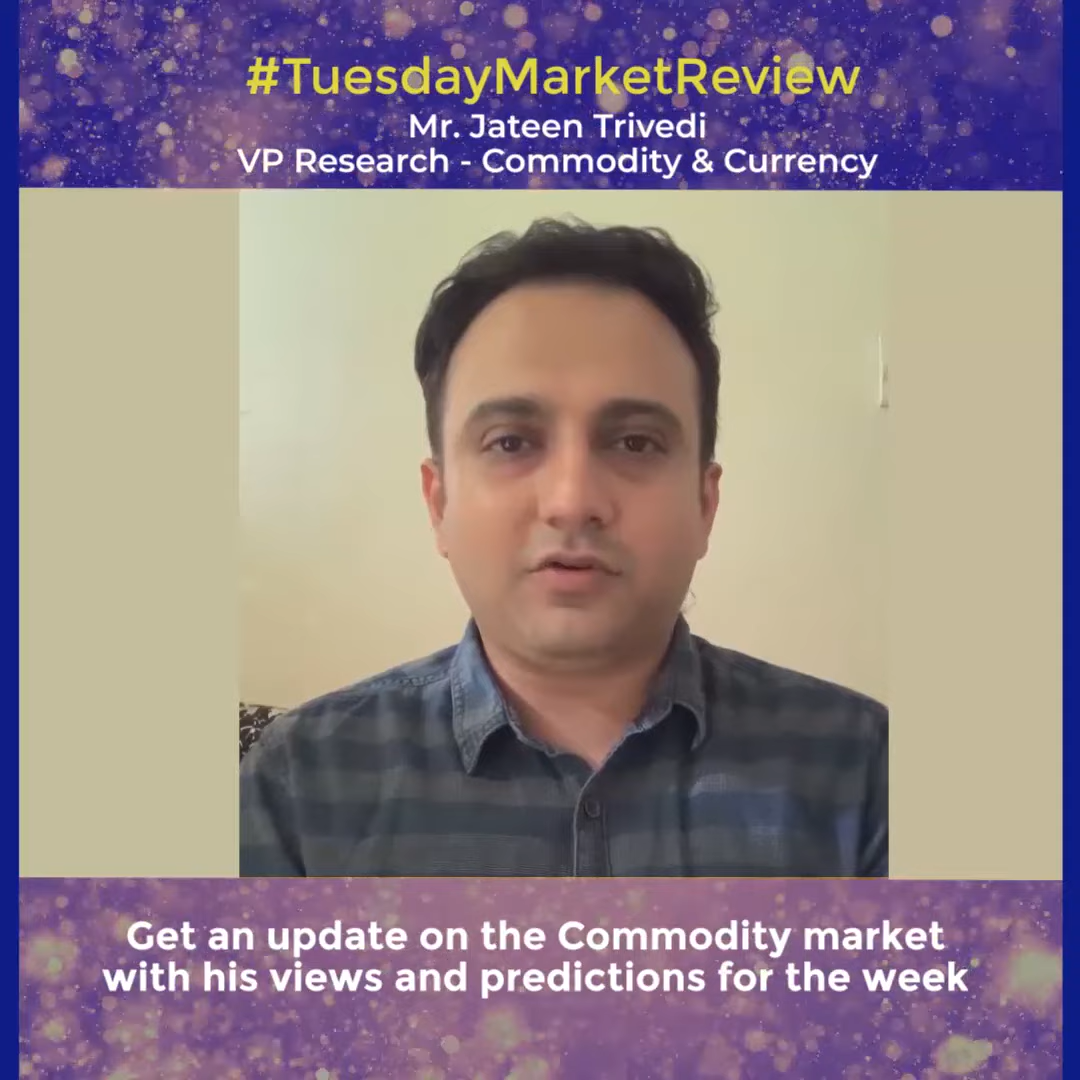 #TuesdayMarketReview
Mr. Jateen Trivedi
VP Research - Commodity & Currency
Get an update on the Commodity market
with his views and predictions for the week